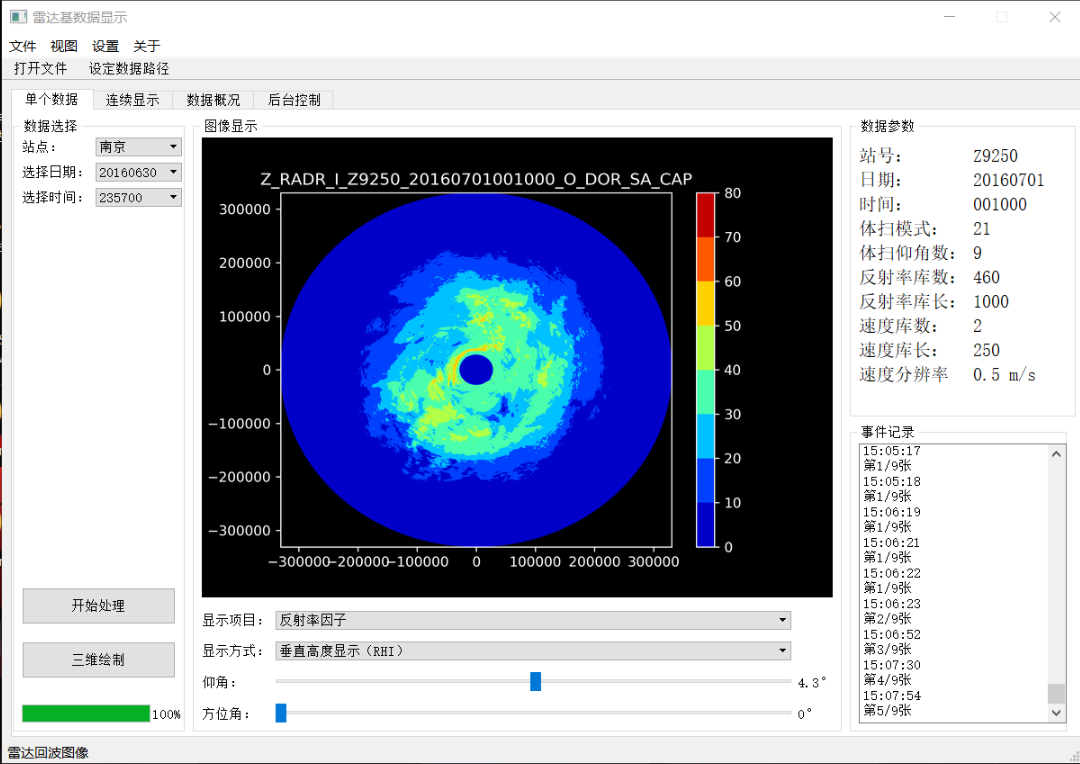 雷达基数据显示
文件 视图 设置 关于
打开文件 设定数据路径
单个数据 连续显示 数据概况 后台控制
数据选择
站点： 南京
选择日期： 20160630
选择时间： 235700
开始处理
三维绘制
100%
图像显示
Z_RADR_I_Z9250_20160701001000_O_DOR_SA_CAP
300000
200000
100000
0
−100000
−200000
−300000
−300000 −200000 −100000 0 100000 200000 300000
80
70
60
50
40
30
20
10
0
显示项目： 反射率因子
显示方式： 垂直高度显示（RHI）
仰角： 4.3°
方位角： 0°
数据参数
站号： Z9250
日期： 20160701
时间： 001000
体扫模式： 21
体扫仰角数： 9
反射率库数： 460
反射率库长： 1000
速度库数： 2
速度库长： 250
速度分辨率 0.5 m/s
事件记录
15:05:17
第1/9张
15:05:18
第1/9张
15:06:19
第1/9张
15:06:21
第1/9张
15:06:22
第1/9张
15:06:23
第2/9张
15:06:52
第3/9张
15:07:30
第4/9张
15:07:54
第5/9张
雷达回波图像